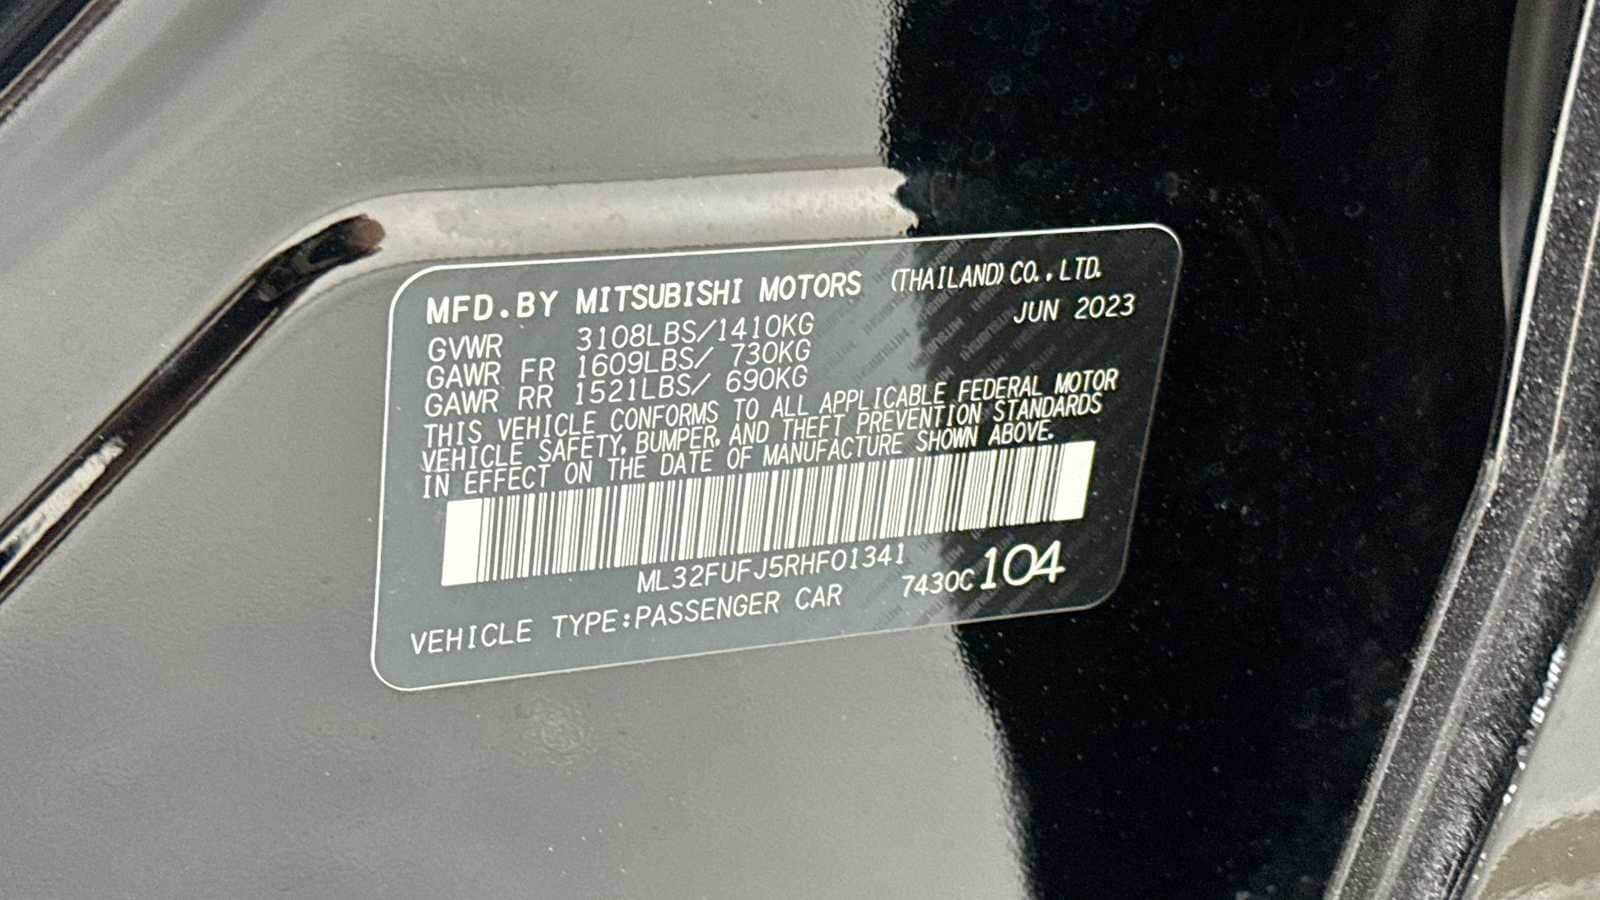 MFD.BY MITSUBISHI MOTORS (THAILAND)CO.,LTD.
JUN 2023
GVWR 3108LBS/1410KG
GAWR FR 1609LBS/ 730KG
GAWR RR 1521LBS/ 690KG
THIS VEHICLE CONFORMS TO ALL APPLICABLE FEDERAL MOTOR
VEHICLE SAFETY, BUMPER, AND THEFT PREVENTION STANDARDS
IN EFFECT ON THE DATE OF MANUFACTURE SHOWN ABOVE.
ML32FUFJ5RHF01341
7430C104
VEHICLE TYPE:PASSENGER CAR